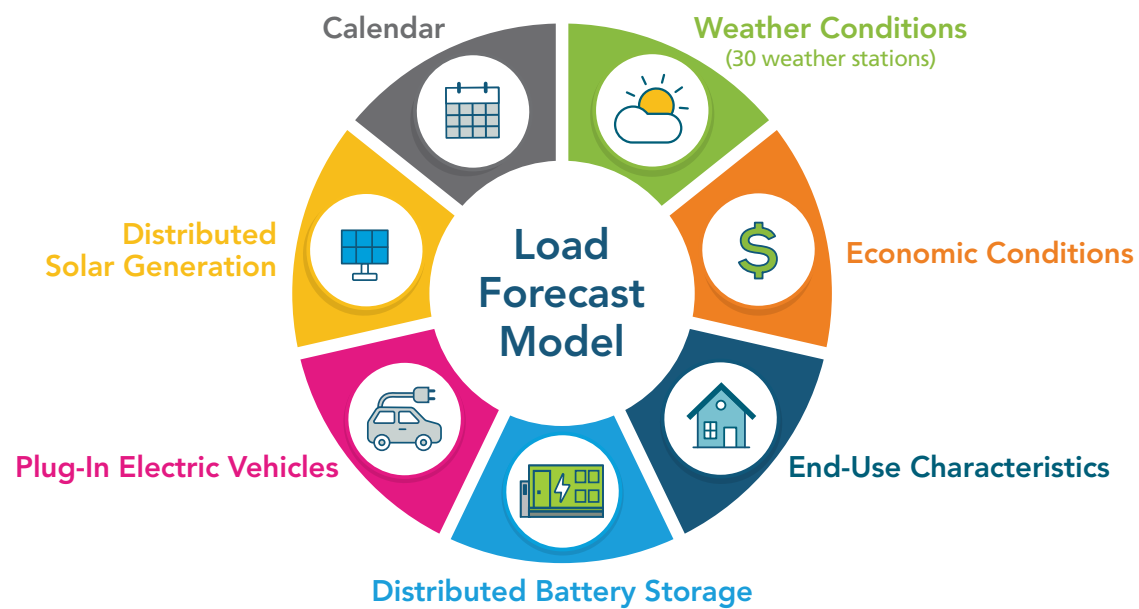 Calendar
Weather Conditions
(30 weather stations)
Distributed
Solar Generation
Load
Forecast
Model
Economic Conditions
Plug-In Electric Vehicles
End-Use Characteristics
Distributed Battery Storage